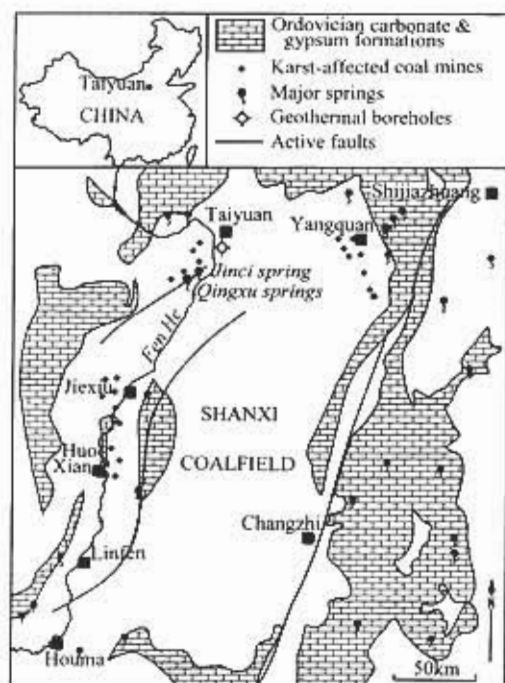 Taiyuan
CHINA
Ordovician carbonate &
gypsum formations
Karst-affected coal mines
Major springs
Geothermal boreholes
Active faults
Taiyuan
Yangquan
Shijiazhuang
Jinci spring
Qingxu springs
Fen He
Jiexiu
SHANXI
COALFIELD
Huo
Xian
Changzhi
Linfen
Houma
N
50km